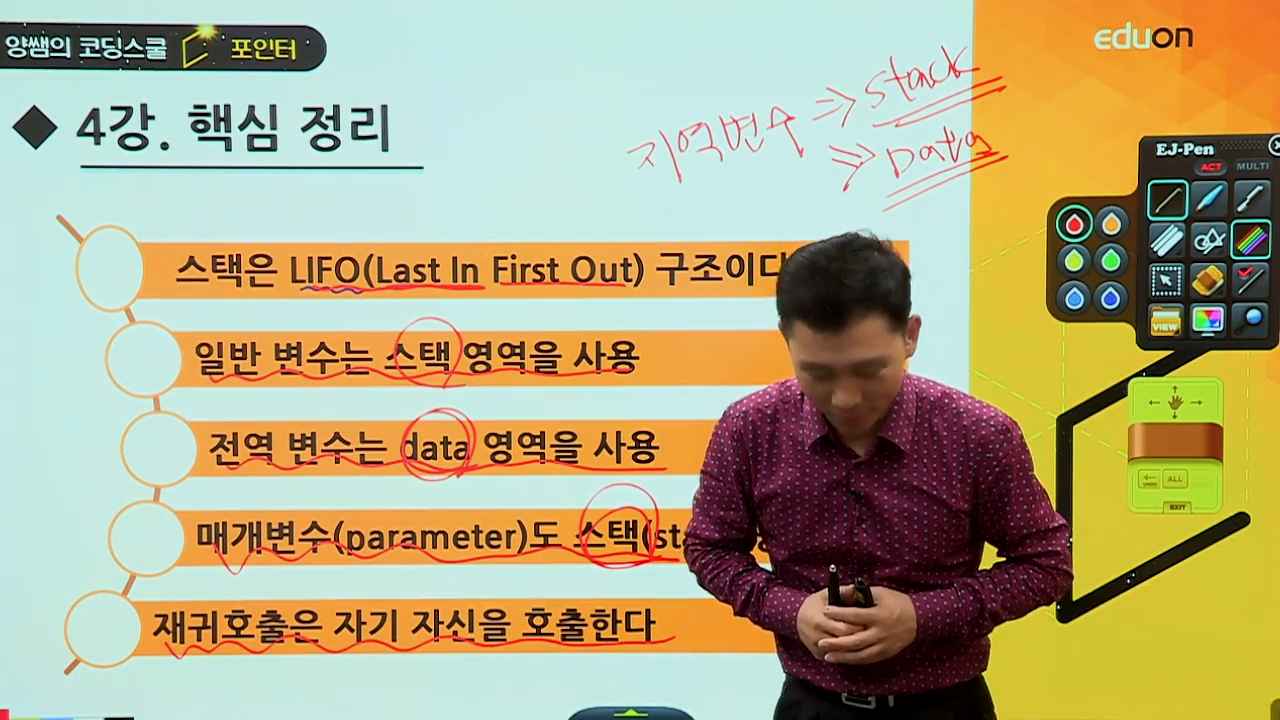 양쌤의 코딩스쿨 포인터
eduon
4강. 핵심 정리
지역변수 ⇒ stack
⇒ Data
스택은 LIFO(Last In First Out) 구조이다
일반 변수는 스택 영역을 사용
전역 변수는 data 영역을 사용
매개변수(parameter)도 스택(st
재귀호출은 자기 자신을 호출한다
EJ-Pen
ACT MULTI
VIEW
UNDO ALL
EXIT